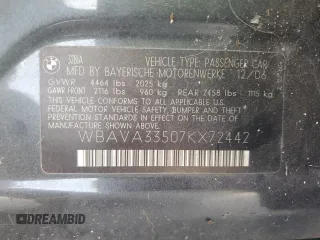 328iA VEHICLE TYPE: PASSENGER CAR
MFD BY BAYERISCHE MOTORENWERKE 12/06
GVWR 4464 lbs 2025 kg
GAWR FRONT 2116 lbs 960 kg REAR 2458 lbs 1115 kg
THIS VEHICLE CONFORMS TO ALL APPLICABLE
FEDERAL MOTOR VEHICLE SAFETY, BUMPER, AND
THEFT PREVENTION STANDARDS IN EFFECT ON THE
DATE OF MANUFACTURE SHOWN ABOVE.
WBAVA33507KX72442
DREAMBID